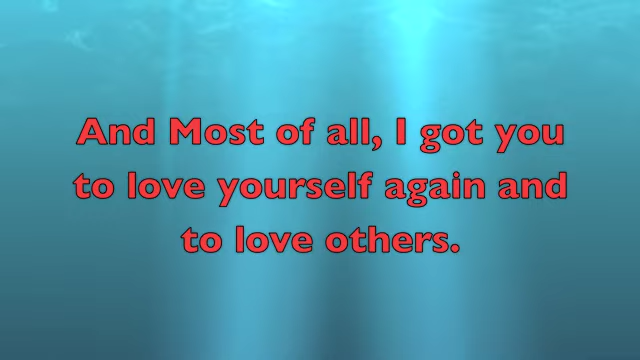 And Most of all, I got you
to love yourself again and
to love others.